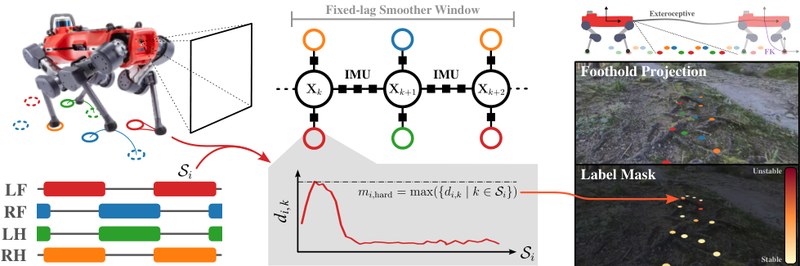 Fixed-lag Smoother Window
X_k
IMU
X_{k+1}
IMU
X_{k+2}
Exteroceptive
FK
Foothold Projection
S_i
LF
RF
LH
RH
d_{i,k}
m_{i,hard} = max({d_{i,k} | k ∈ S_i})
S_i
Label Mask
Unstable
Stable